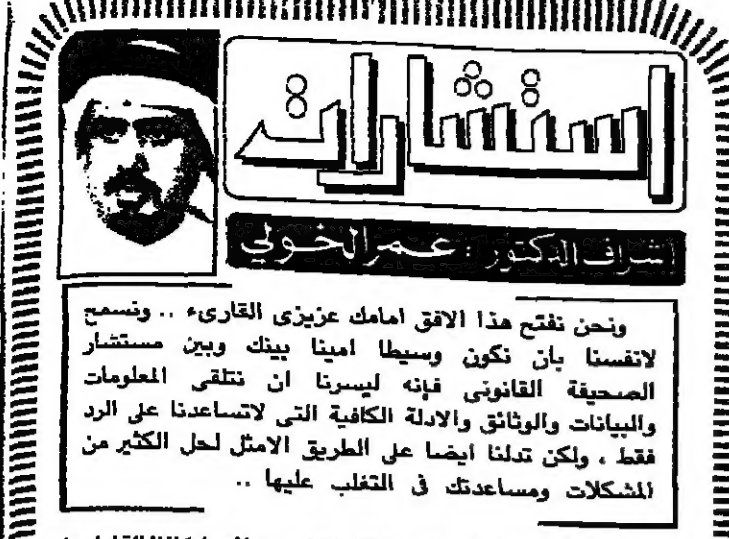 استشارات
إشراف الدكتور : عمر الخولي
ونحن نفتح هذا الافق امامك عزيزى القارىء .. ونسمح
لانفسنا بان نكون وسيطا امينا بينك وبين مستشار
الصحيفة القانونى فإنه ليسرنا ان نتلقى المعلومات
والبيانات والوثائق والادلة الكافية التى لاتساعدنا على الرد
فقط ، ولكن تدلنا ايضا على الطريق الامثل لحل الكثير من
المشكلات ومساعدتك فى التغلب عليها ..